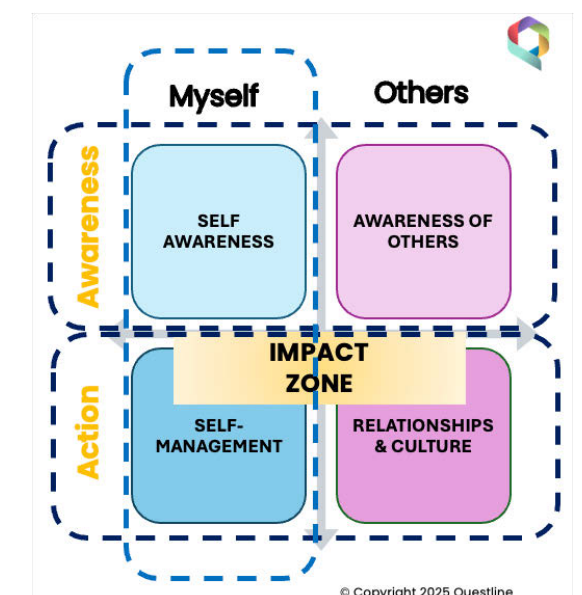 Myself
Others
Awareness
SELF
AWARENESS
AWARENESS OF
OTHERS
IMPACT
ZONE
Action
SELF-
MANAGEMENT
RELATIONSHIPS
& CULTURE
© Copyright 2025 Questline